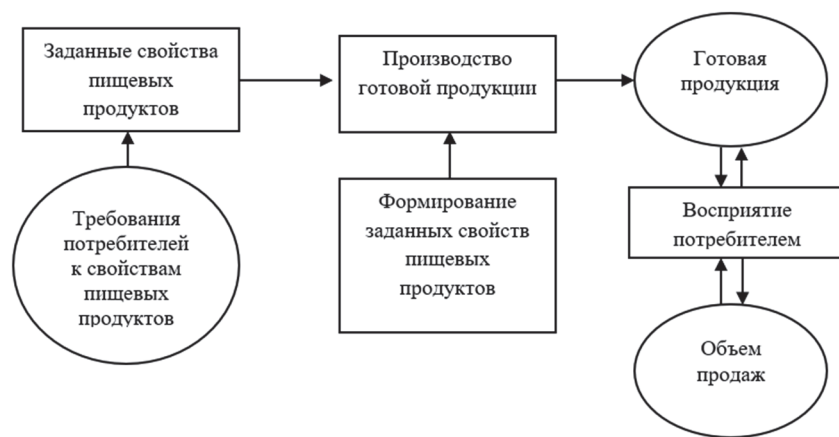 Заданные свойства
пищевых
продуктов
Производство
готовой продукции
Готовая
продукция
Требования
потребителей
к свойствам
пищевых
продуктов
Формирование
заданных свойств
пищевых
продуктов
Восприятие
потребителем
Объем
продаж